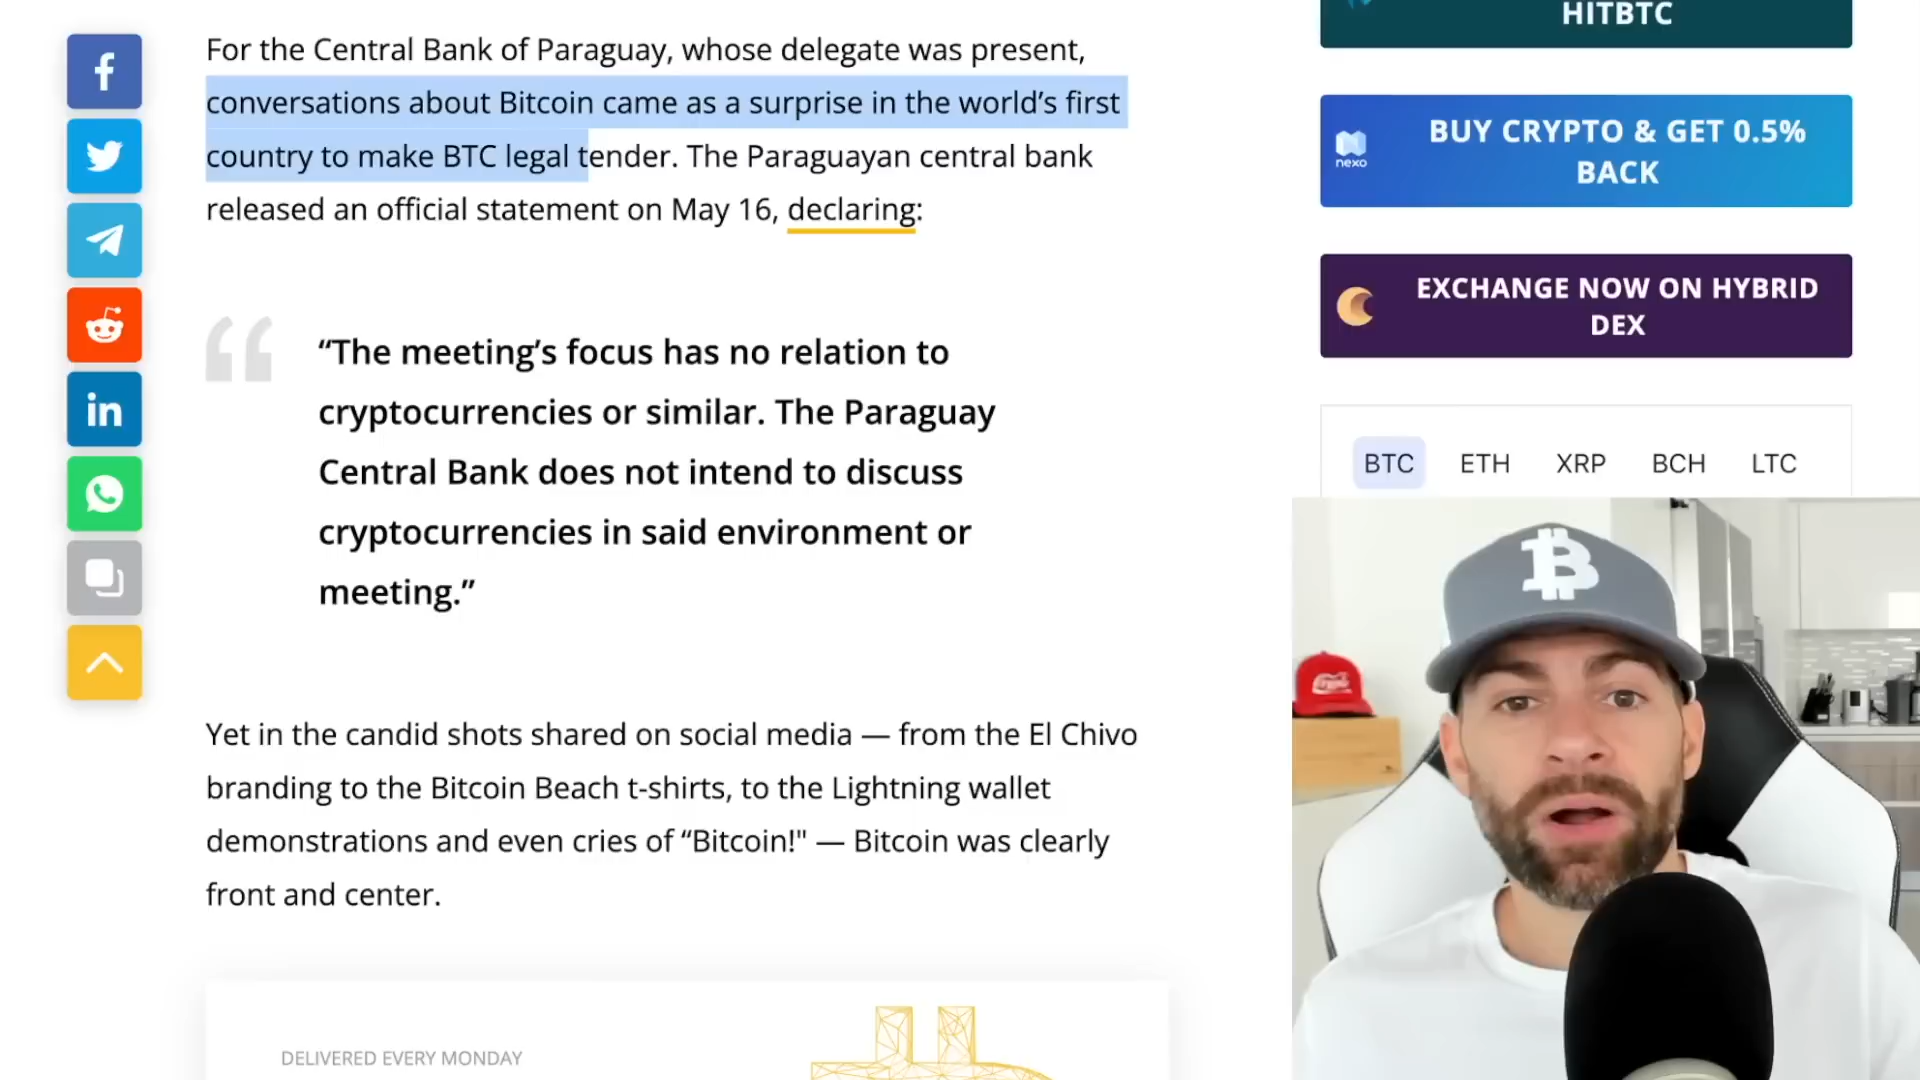 For the Central Bank of Paraguay, whose delegate was present,
conversations about Bitcoin came as a surprise in the world’s first
country to make BTC legal tender. The Paraguayan central bank
released an official statement on May 16, declaring:
“The meeting’s focus has no relation to
cryptocurrencies or similar. The Paraguay
Central Bank does not intend to discuss
cryptocurrencies in said environment or
meeting.”
Yet in the candid shots shared on social media — from the El Chivo
branding to the Bitcoin Beach t-shirts, to the Lightning wallet
demonstrations and even cries of “Bitcoin!" — Bitcoin was clearly
front and center.
DELIVERED EVERY MONDAY
HITBTC
nexo
BUY CRYPTO & GET 0.5%
BACK
EXCHANGE NOW ON HYBRID
DEX
BTC ETH XRP BCH LTC